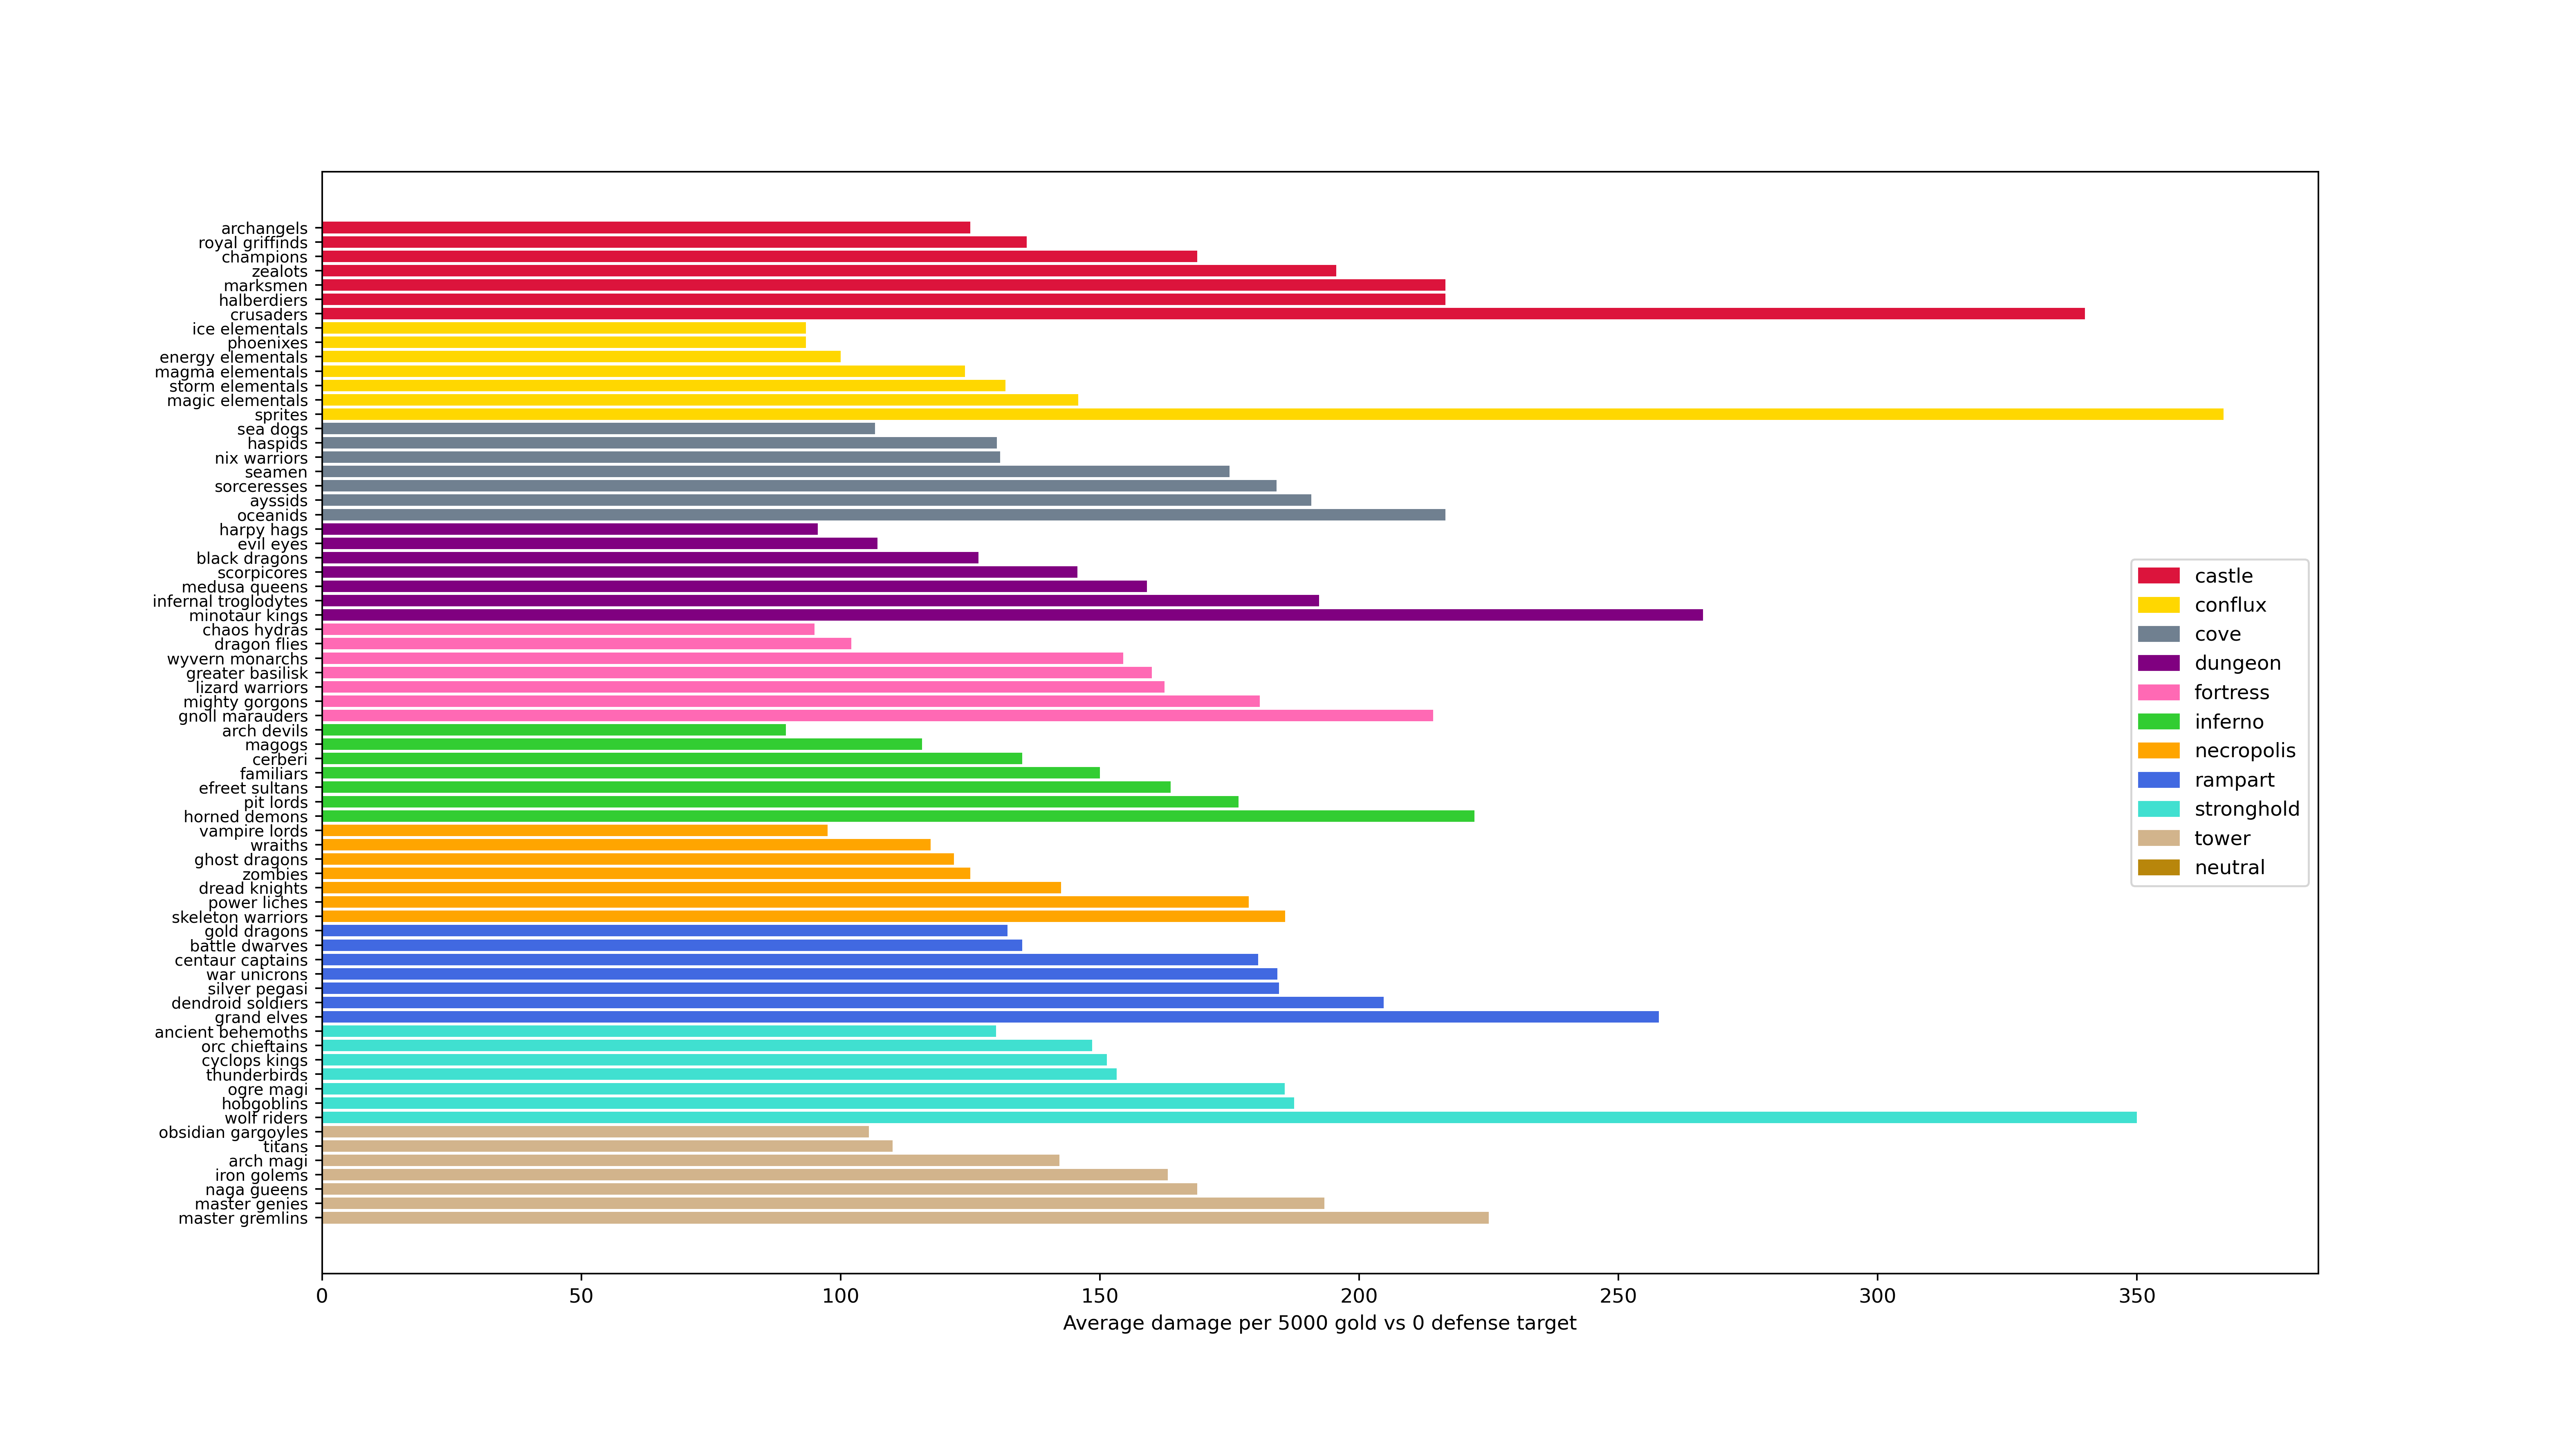 archangels
royal griffinds
champions
zealots
marksmen
halberdiers
crusaders
ice elementals
phoenixes
energy elementals
magma elementals
storm elementals
magic elementals
sprites
sea dogs
haspids
nix warriors
seamen
sorceresses
ayssids
oceanids
harpy hags
evil eyes
black dragons
scorpicores
medusa queens
infernal troglodytes
minotaur kings
chaos hydras
dragon flies
wyvern monarchs
greater basilisk
lizard warriors
mighty gorgons
gnoll marauders
arch devils
magogs
cerberi
familiars
efreet sultans
pit lords
horned demons
vampire lords
wraiths
ghost dragons
zombies
dread knights
power liches
skeleton warriors
gold dragons
battle dwarves
centaur captains
war unicrons
silver pegasi
dendroid soldiers
grand elves
ancient behemoths
orc chieftains
cyclops kings
thunderbirds
ogre magi
hobgoblins
wolf riders
obsidian gargoyles
titans
arch magi
iron golems
naga queens
master genies
master gremlins
castle
conflux
cove
dungeon
fortress
inferno
necropolis
rampart
stronghold
tower
neutral
0 50 100 150 200 250 300 350
Average damage per 5000 gold vs 0 defense target